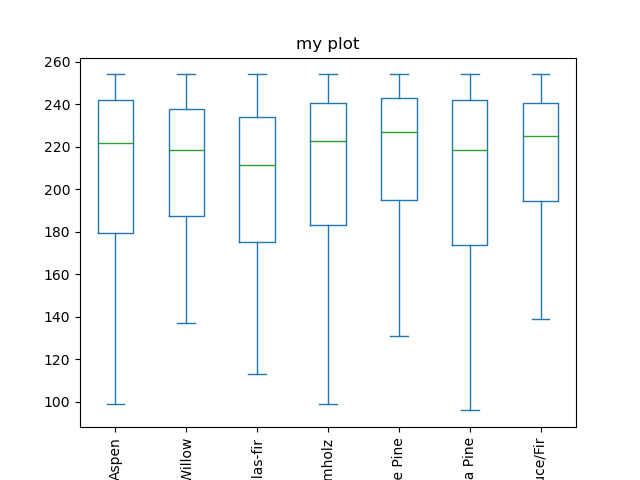 my plot
260
240
220
200
180
160
140
120
100
Aspen
Willow
las-fir
mholz
e Pine
a Pine
uce/Fir